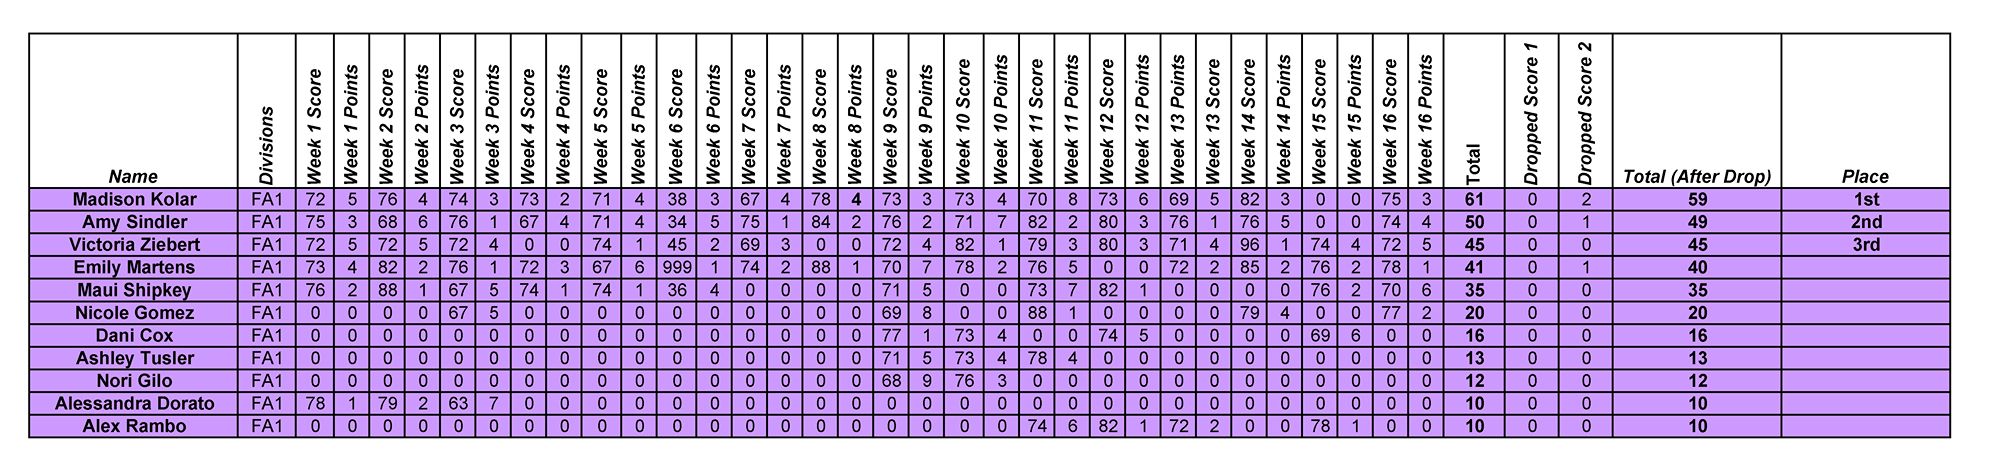 Name Divisions Week 1 Score Week 1 Points Week 2 Score Week 2 Points Week 3 Score Week 3 Points Week 4 Score Week 4 Points Week 5 Score Week 5 Points Week 6 Score Week 6 Points Week 7 Score Week 7 Points Week 8 Score Week 8 Points Week 9 Score Week 9 Points Week 10 Score Week 10 Points Week 11 Score Week 11 Points Week 12 Score Week 12 Points Week 13 Points Week 13 Score Week 14 Score Week 14 Points Week 15 Score Week 15 Points Week 16 Score Week 16 Points Total Dropped Score 1 Dropped Score 2 Total (After Drop) Place
Madison Kolar FA1 72 5 76 4 74 3 73 2 71 4 38 3 67 4 78 4 73 3 73 4 70 8 73 6 69 5 82 3 0 0 75 3 61 0 2 59 1st
Amy Sindler FA1 75 3 68 6 76 1 67 4 71 4 34 5 75 1 84 2 76 2 71 7 82 2 80 3 76 1 76 5 0 0 74 4 50 0 1 49 2nd
Victoria Ziebert FA1 72 5 72 5 72 4 0 0 74 1 45 2 69 3 0 0 72 4 82 1 79 3 80 3 71 4 96 1 74 4 72 5 45 0 0 45 3rd
Emily Martens FA1 73 4 82 2 76 1 72 3 67 6 999 1 74 2 88 1 70 7 78 2 76 5 0 0 72 2 85 2 76 2 78 1 41 0 1 40
Maui Shipkey FA1 76 2 88 1 67 5 74 1 74 1 36 4 0 0 0 0 71 5 0 0 73 7 82 1 0 0 0 0 76 2 70 6 35 0 0 35
Nicole Gomez FA1 0 0 0 0 67 5 0 0 0 0 0 0 0 0 0 0 69 8 0 0 88 1 0 0 0 0 79 4 0 0 77 2 20 0 0 20
Dani Cox FA1 0 0 0 0 0 0 0 0 0 0 0 0 0 0 0 0 77 1 73 4 0 0 74 5 0 0 0 0 69 6 0 0 16 0 0 16
Ashley Tusler FA1 0 0 0 0 0 0 0 0 0 0 0 0 0 0 0 0 71 5 73 4 78 4 0 0 0 0 0 0 0 0 0 0 13 0 0 13
Nori Gilo FA1 0 0 0 0 0 0 0 0 0 0 0 0 0 0 0 0 68 9 76 3 0 0 0 0 0 0 0 0 0 0 0 0 12 0 0 12
Alessandra Dorato FA1 78 1 79 2 63 7 0 0 0 0 0 0 0 0 0 0 0 0 0 0 0 0 0 0 0 0 0 0 0 0 0 0 10 0 0 10
Alex Rambo FA1 0 0 0 0 0 0 0 0 0 0 0 0 0 0 0 0 0 0 0 0 74 6 82 1 72 2 0 0 78 1 0 0 10 0 0 10